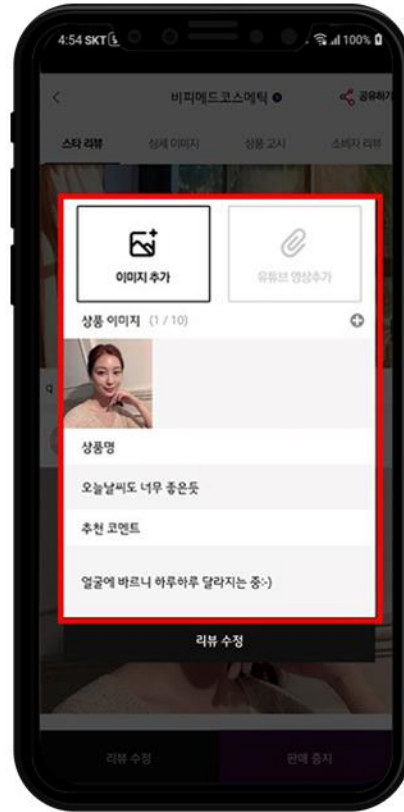 4:54 SKT 100%
비피메드코스메틱 공유하기
스타 리뷰 상세 이미지 상품 고시 소비자 리뷰
이미지 추가 유튜브 영상추가
상품 이미지 (1 / 10)
상품명
오늘날씨도 너무 좋은듯
추천 코멘트
얼굴에 바르니 하루하루 달라지는 중:-)
리뷰 수정
리뷰 수정 판매 중지